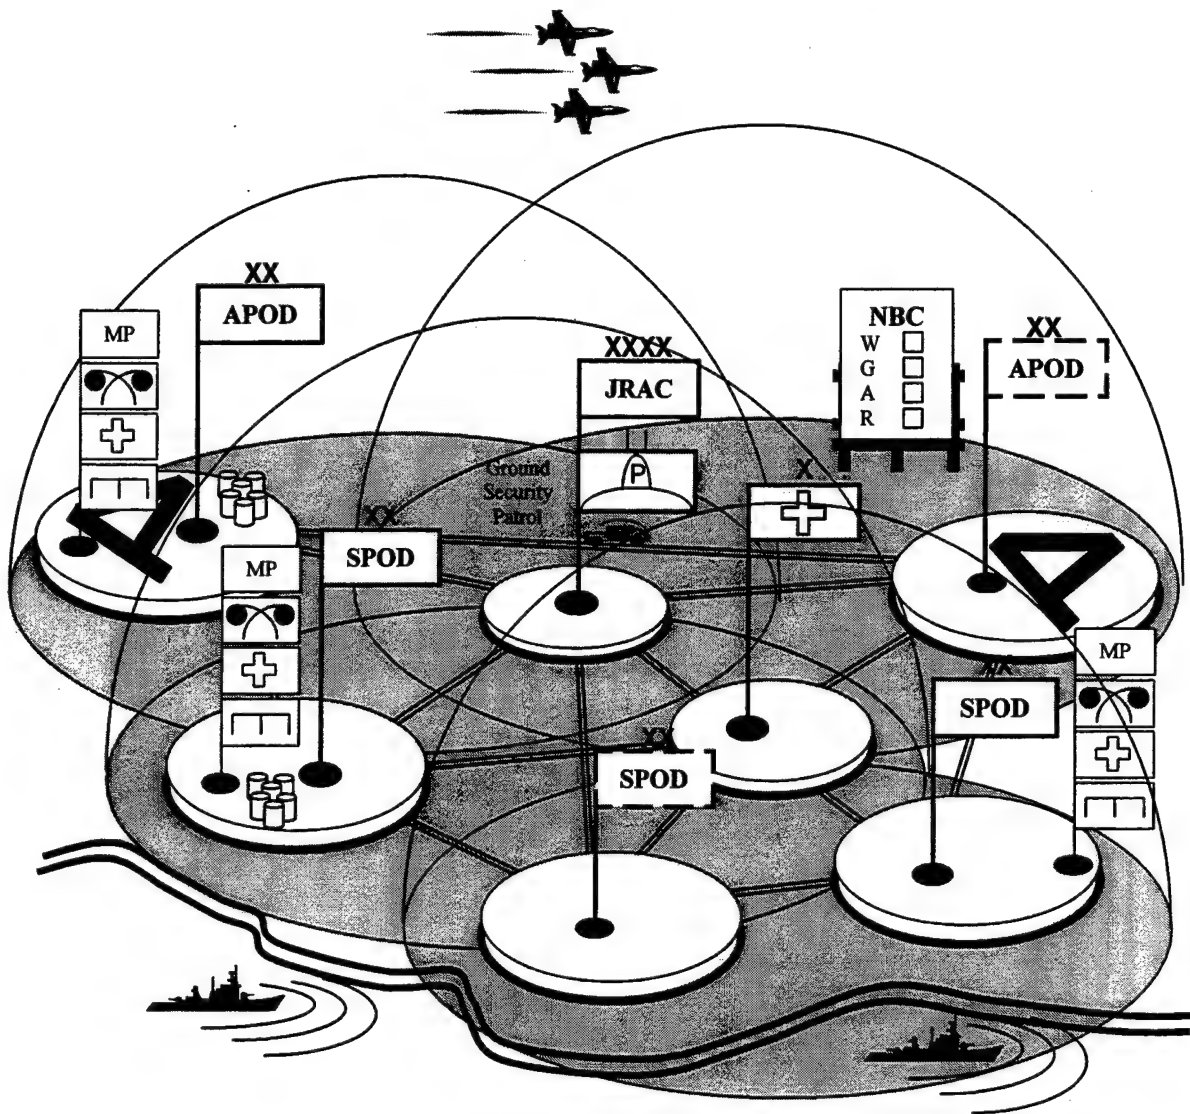 XX
APOD
MP
XXXX
JRAC
P
NBC
W
G
A
R
XX
APOD
Ground
Security
Patrol
X
XX
SPOD
A
A
MP
MP
XX
SPOD
XX
SPOD